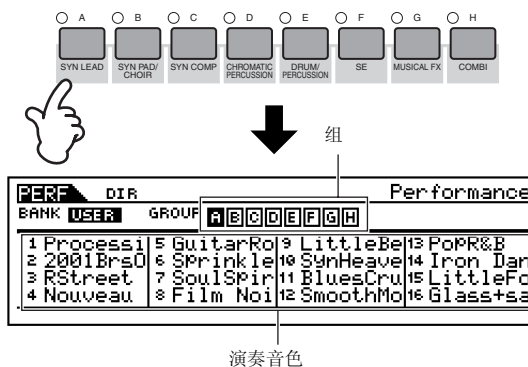 A B C D E F G H
SYN LEAD SYN PAD/CHOIR SYN COMP CHROMATIC PERCUSSION DRUM/PERCUSSION SE MUSICAL FX COMBI
组
PERF DIR Performance
BANK USER GROUP A B C D E F G H
1 Processi 5 GuitarRo 9 LittleBe 13 PoPR&B
2 2001BrsO 6 Sprinkle 10 SynHeave 14 Iron Dan
3 RStreet 7 SoulSpir 11 BluesCru 15 LittleFo
4 Nouveau 8 Film Noi 12 SmoothMo 16 Glass+sa
演奏音色